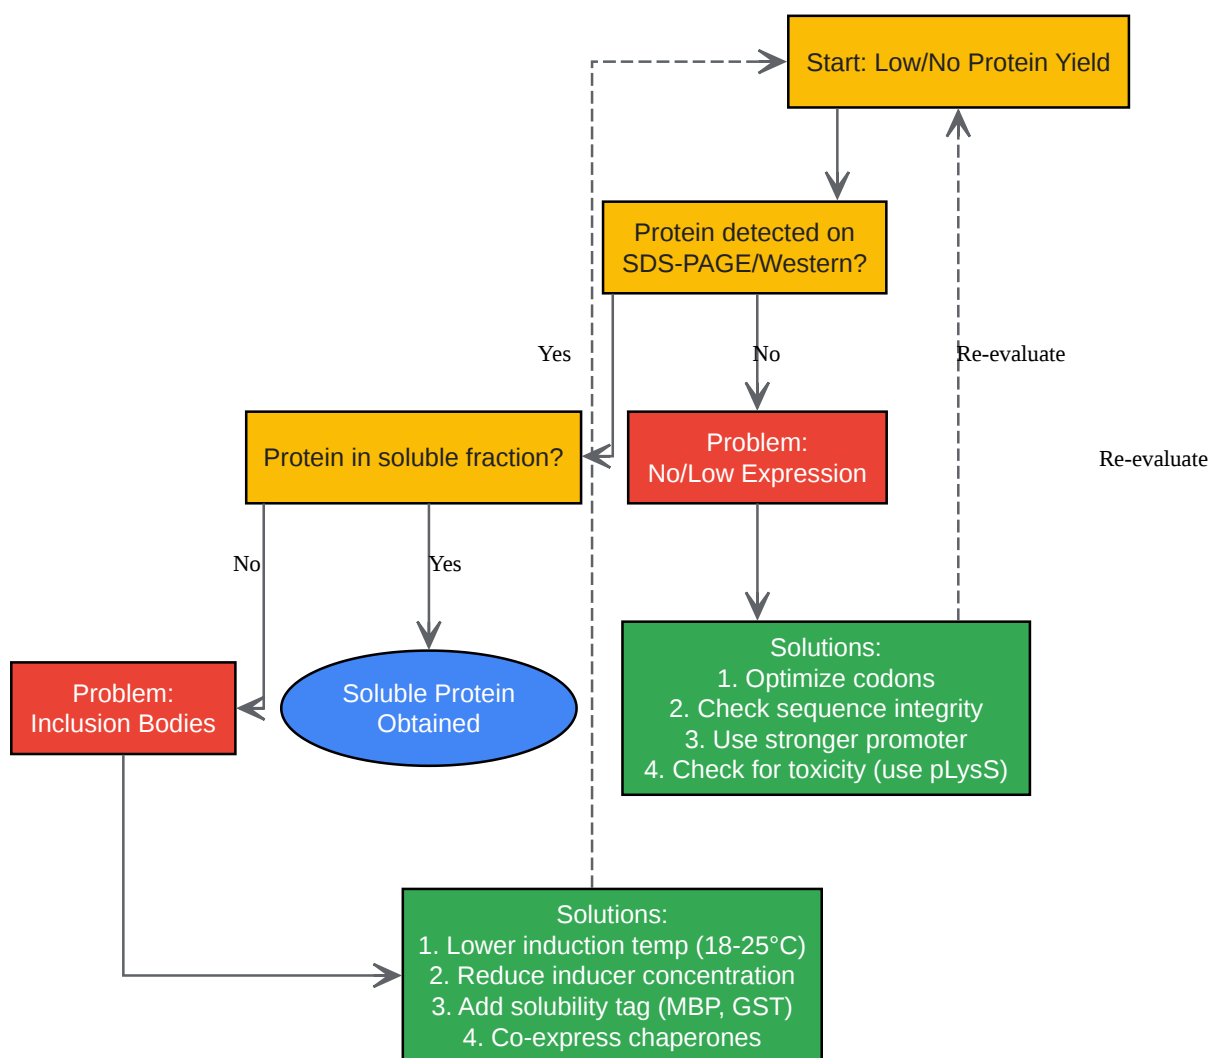 Start: Low/No Protein Yield
Protein detected on
SDS-PAGE/Western?
Yes
No
Re-evaluate
Protein in soluble fraction?
Problem:
No/Low Expression
Re-evaluate
No
Yes
Problem:
Inclusion Bodies
Soluble Protein
Obtained
Solutions:
1. Optimize codons
2. Check sequence integrity
3. Use stronger promoter
4. Check for toxicity (use pLysS)
Solutions:
1. Lower induction temp (18-25°C)
2. Reduce inducer concentration
3. Add solubility tag (MBP, GST)
4. Co-express chaperones